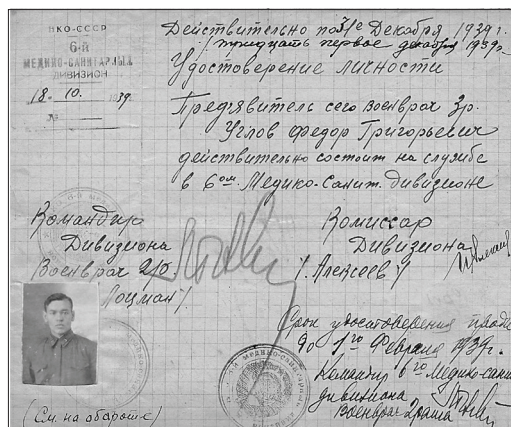 НКО-СССР
6-й
МЕДИКО-САНИТАРНЫЙ
ДИВИЗИОН
18 - 10. 1939.
№
Действительно по 31е Декабря 1939 г.
/тридцать первое декабря 1939г.
Удостоверение личности
Предъявитель сего Военврач 3р.
Углов Федор Григорьевич
действительно состоит на службе
в 6ом Медико-Санит. Дивизионе
Командир
Дивизиона
Военврач 2/р.
/Лоцман/
Комиссар
Дивизиона
/.Алексеев/
Срок удостоверения
до 1го Февраля 1939г.
Командир 6го Медико-сани
дивизиона
Военврач 2 ранга
(См. на обороте)